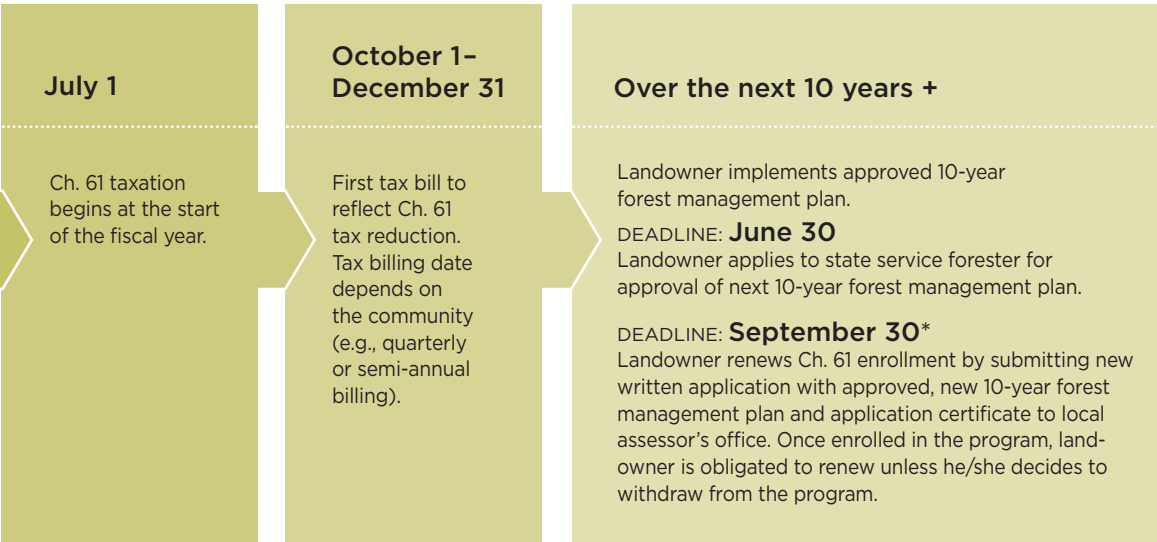 July 1
Ch. 61 taxation
begins at the start
of the fiscal year.
October 1–
December 31
First tax bill to
reflect Ch. 61
tax reduction.
Tax billing date
depends on
the community
(e.g., quarterly
or semi-annual
billing).
Over the next 10 years +
Landowner implements approved 10-year
forest management plan.
DEADLINE: June 30
Landowner applies to state service forester for
approval of next 10-year forest management plan.
DEADLINE: September 30*
Landowner renews Ch. 61 enrollment by submitting new
written application with approved, new 10-year forest
management plan and application certificate to local
assessor’s office. Once enrolled in the program, land-
owner is obligated to renew unless he/she decides to
withdraw from the program.